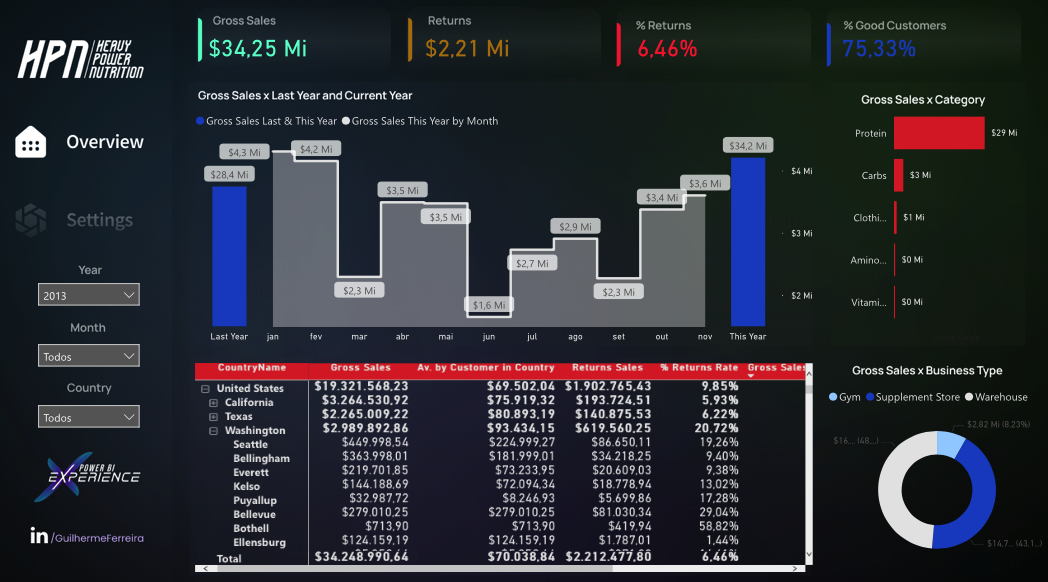 HPN HEAVY POWER NUTRITION
Overview
Settings
Year
2013
Month
Todos
Country
Todos
POWER BI
EXPERIENCE
in /GuilhermeFerreira
Gross Sales
$34,25 Mi
Returns
$2,21 Mi
% Returns
6,46%
% Good Customers
75,33%
Gross Sales x Last Year and Current Year
Gross Sales Last & This Year Gross Sales This Year by Month
$28,4 Mi
$4,3 Mi
$4,2 Mi
$2,3 Mi
$3,5 Mi
$3,5 Mi
$1,6 Mi
$2,7 Mi
$2,9 Mi
$2,3 Mi
$3,4 Mi
$3,6 Mi
$34,2 Mi
$4 Mi
$3 Mi
$2 Mi
Last Year jan fev mar abr mai jun jul ago set out nov This Year
Gross Sales x Category
Protein $29 Mi
Carbs $3 Mi
Clothi... $1 Mi
Amino... $0 Mi
Vitami... $0 Mi
CountryName Gross Sales Av. by Customer in Country Returns Sales % Returns Rate Gross Sales
United States $19.321.568,23 $69.502,04 $1.902.765,43 9,85%
California $3.264.530,92 $75.919,32 $193.724,51 5,93%
Texas $2.265.009,22 $80.893,19 $140.875,53 6,22%
Washington $2.989.892,86 $93.434,15 $619.560,25 20,72%
Seattle $449.998,54 $224.999,27 $86.650,11 19,26%
Bellingham $363.998,01 $181.999,01 $34.218,25 9,40%
Everett $219.701,85 $73.233,95 $20.609,03 9,38%
Kelso $144.188,69 $72.094,34 $18.778,94 13,02%
Puyallup $32.987,72 $8.246,93 $5.699,86 17,28%
Bellevue $279.010,25 $279.010,25 $81.030,34 29,04%
Bothell $713,90 $713,90 $419,94 58,82%
Ellensburg $124.159,19 $124.159,19 $1.787,01 1,44%
Total $34.248.990,64 $70.038,84 $2.212.477,80 6,46%
Gross Sales x Business Type
Gym Supplement Store Warehouse
$2,82 Mi (8.23%)
$16... (48,...)
$14,7... (43,1...)